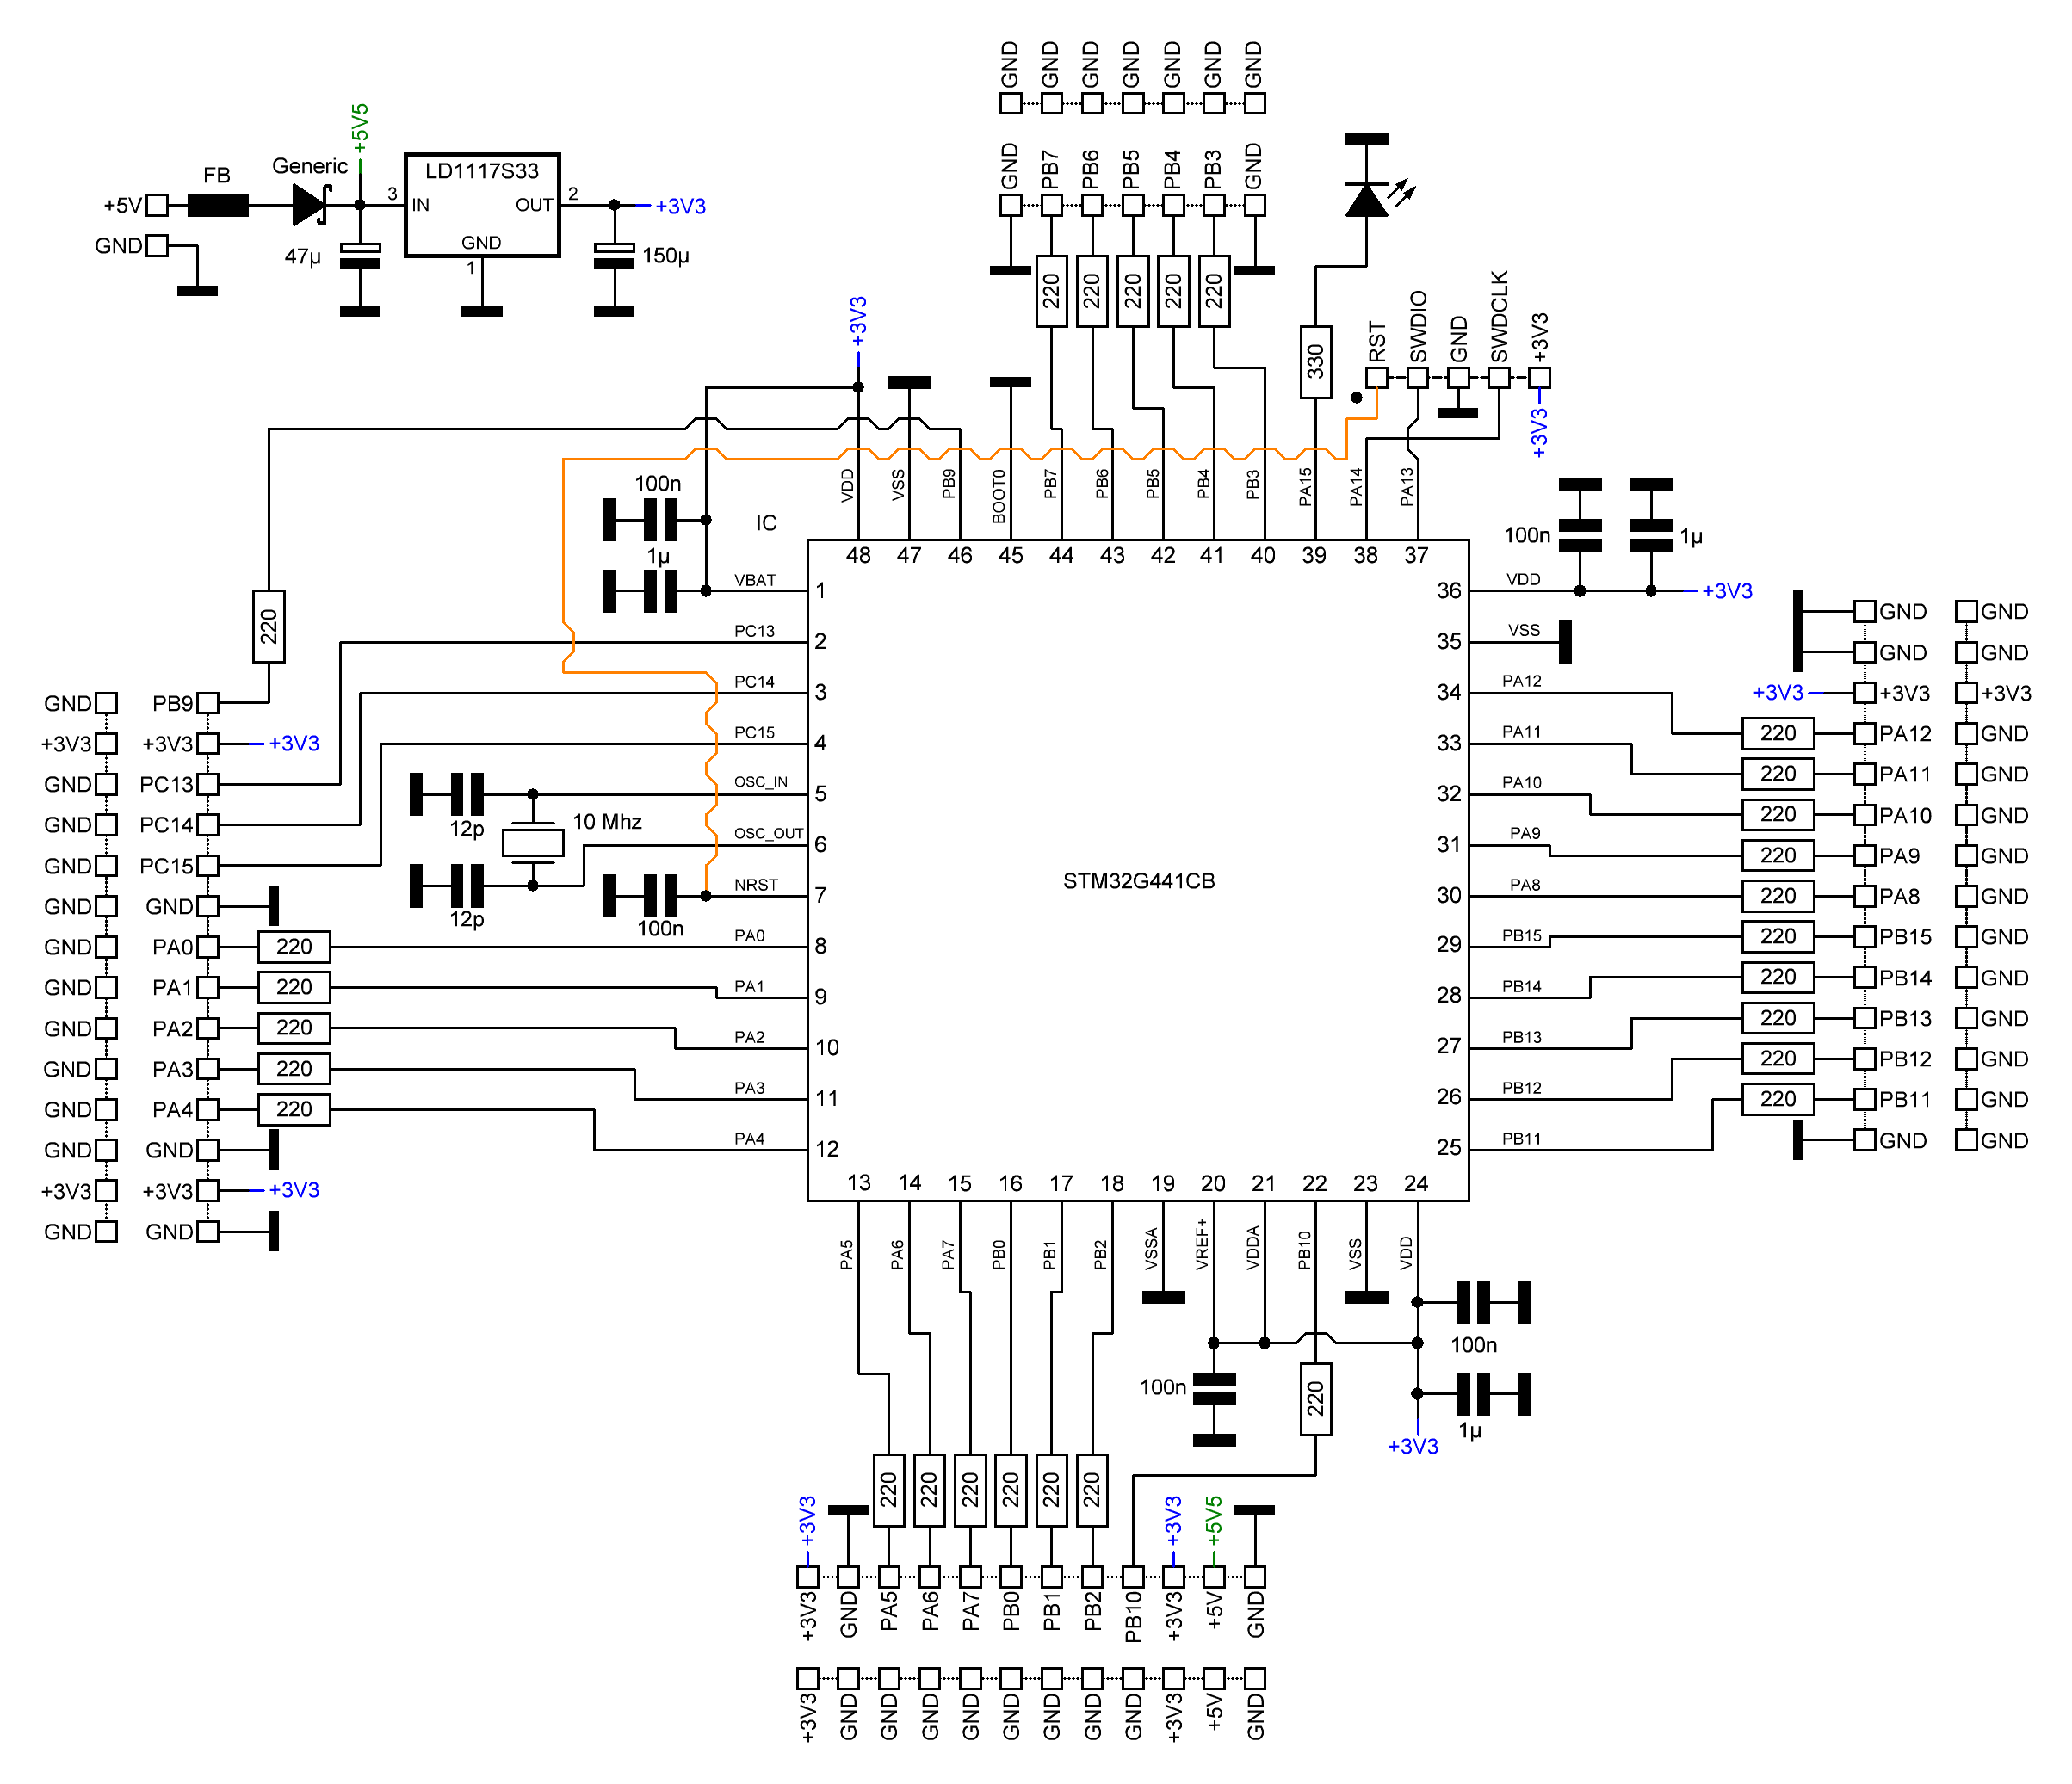 GND GND GND GND GND GND GND
GND PB7 PB6 PB5 PB4 PB3 GND
220 220 220 220 220
+5V5
Generic
FB
LD1117S33
+5V
3 IN OUT 2
+3V3
GND
GND
1
47µ
150µ
+3V3
330
RST SWDIO GND SWDCLK +3V3
+3V3
VDD VSS PB9 BOOT0 PB7 PB6 PB5 PB4 PB3 PA15 PA14 PA13
100n
1µ
IC
100n
1µ
48 47 46 45 44 43 42 41 40 39 38 37
VBAT 1
36 VDD
+3V3
PC13 2
35 VSS
PC14 3
34 PA12
PC15 4
33 PA11
OSC_IN 5
32 PA10
OSC_OUT 6
31 PA9
NRST 7
30 PA8
PA0 8
29 PB15
PA1 9
28 PB14
PA2 10
27 PB13
PA3 11
26 PB12
PA4 12
25 PB11
STM32G441CB
220
GND PB9
+3V3 +3V3 +3V3
GND PC13
GND PC14
GND PC15
GND GND
GND PA0 220
GND PA1 220
GND PA2 220
GND PA3 220
GND PA4 220
GND GND
+3V3 +3V3 +3V3
GND GND
12p
10 Mhz
12p
100n
GND GND
GND GND
+3V3 +3V3 +3V3
220 PA12 GND
220 PA11 GND
220 PA10 GND
220 PA9 GND
220 PA8 GND
220 PB15 GND
220 PB14 GND
220 PB13 GND
220 PB12 GND
220 PB11 GND
GND GND
13 14 15 16 17 18 19 20 21 22 23 24
PA5 PA6 PA7 PB0 PB1 PB2 VSSA VREF+ VDDA PB10 VSS VDD
100n
100n
220
1µ
+3V3
220 220 220 220 220 220
+3V3 +3V3 +5V5
+3V3 GND PA5 PA6 PA7 PB0 PB1 PB2 PB10 +3V3 +5V GND
+3V3 GND GND GND GND GND GND GND GND +3V3 +5V GND